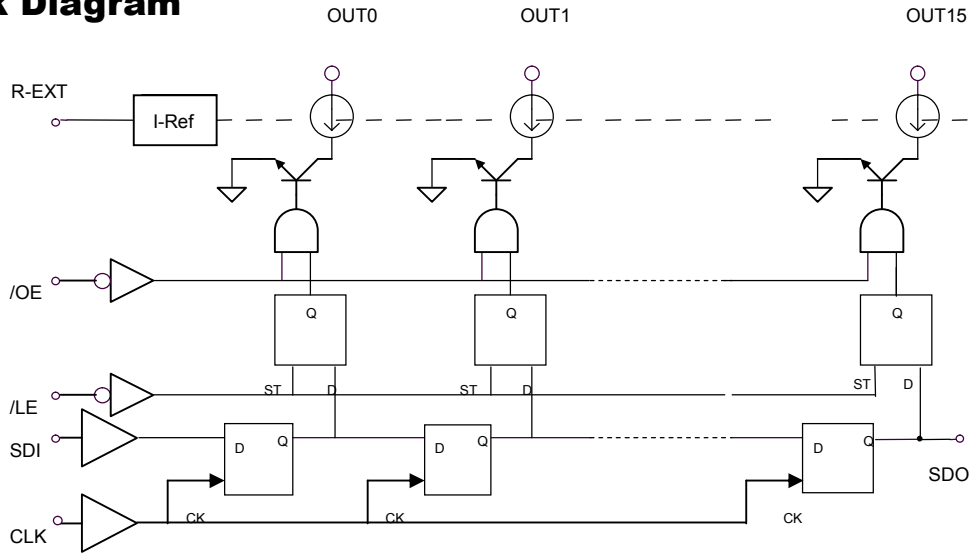 Diagram
OUT0 OUT1 OUT15
R-EXT
I-Ref
/OE
Q Q Q
ST D ST D ST D
/LE
SDI
D Q D Q D Q
SDO
CLK
CK CK CK